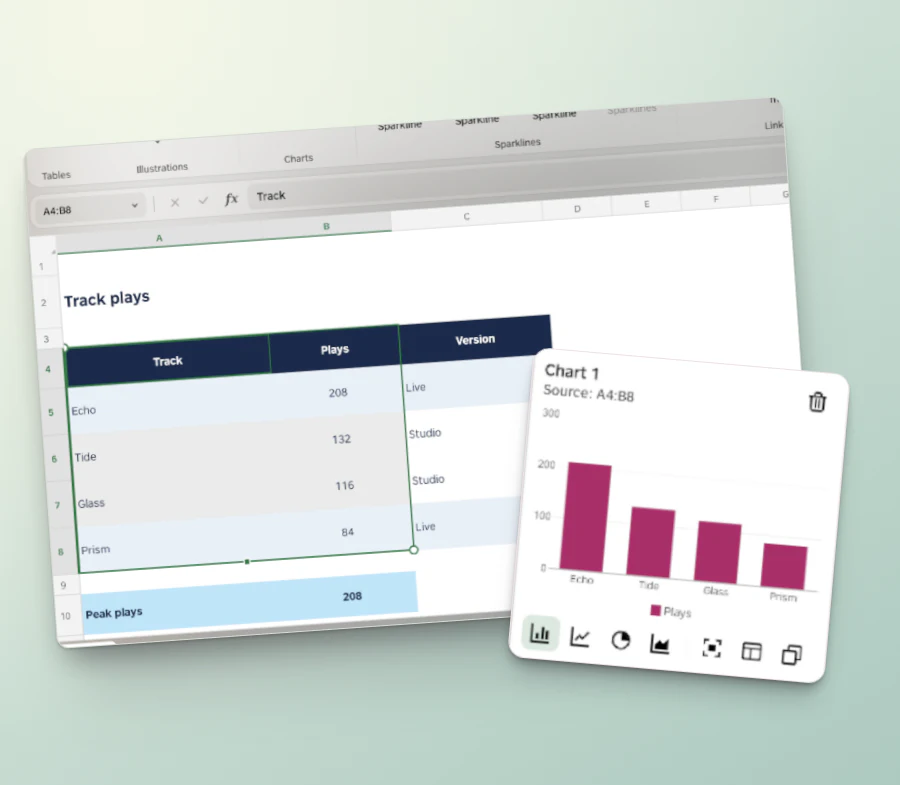 Sparkline Sparkline Sparkline Sparklines
Tables Illustrations Charts Sparklines Link
A4:B8 fx Track
A B C D E F G
1
2 Track plays
3
4 Track Plays Version
5 Echo 208 Live
6 Tide 132 Studio
7 Glass 116 Studio
8 Prism 84 Live
9
10 Peak plays 208
Chart 1
Source: A4:B8
300
200
100
0
Echo Tide Glass Prism
Plays